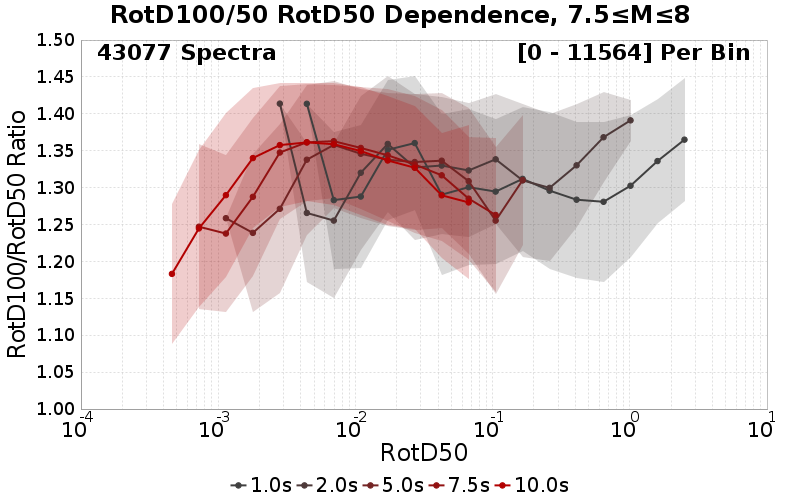 RotD100/50 RotD50 Dependence, 7.5≤M≤8
43077 Spectra
[0 - 11564] Per Bin
RotD100/RotD50 Ratio
1.50
1.45
1.40
1.35
1.30
1.25
1.20
1.15
1.10
1.05
1.00
10^-4 10^-3 10^-2 10^-1 10^0 10^1
RotD50
1.0s 2.0s 5.0s 7.5s 10.0s